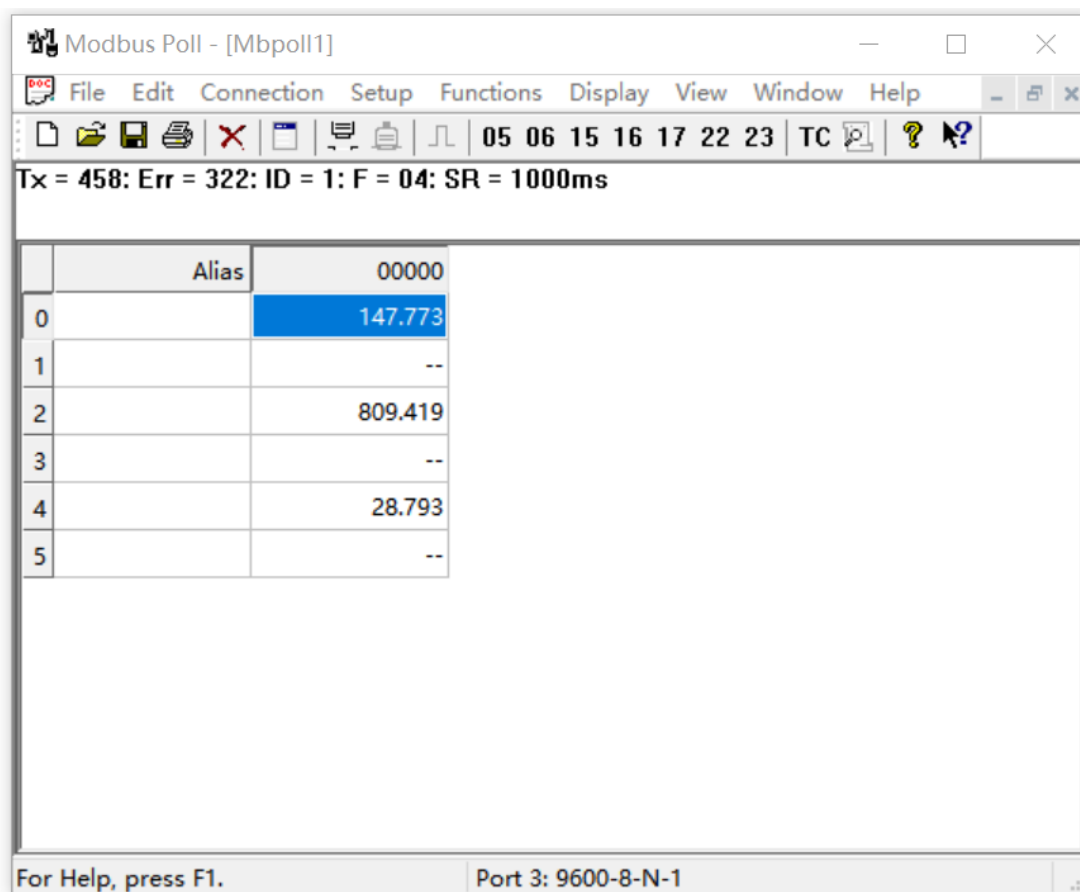 Modbus Poll - [Mbpoll1]
DOC File Edit Connection Setup Functions Display View Window Help
05 06 15 16 17 22 23 TC
Tx = 458: Err = 322: ID = 1: F = 04: SR = 1000ms
Alias 00000
0 147.773
1 --
2 809.419
3 --
4 28.793
5 --
For Help, press F1. Port 3: 9600-8-N-1